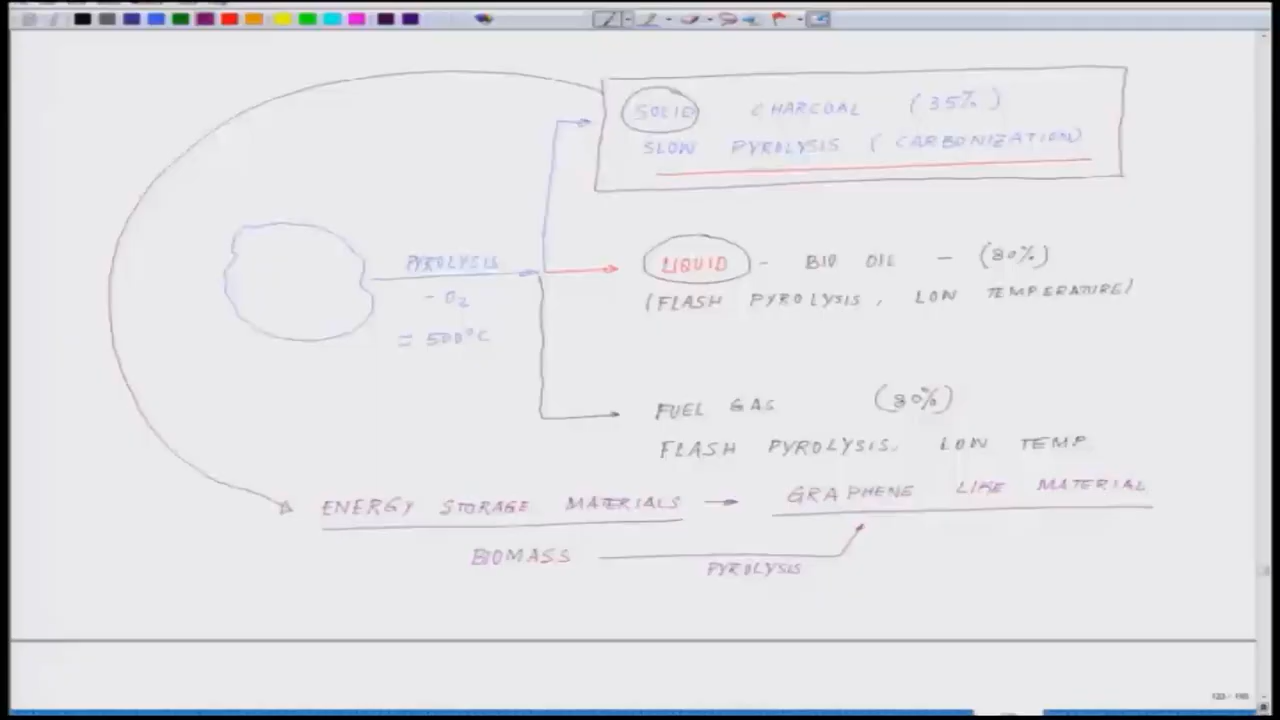 SOLID CHARCOAL (35%)
SLOW PYROLYSIS (CARBONIZATION)
PYROLYSIS
- O2
= 500°C
LIQUID - BIO OIL - (80%)
(FLASH PYROLYSIS, LOW TEMPERATURE)
FUEL GAS (80%)
FLASH PYROLYSIS. LOW TEMP
ENERGY STORAGE MATERIALS → GRAPHENE LIKE MATERIAL
BIOMASS
PYROLYSIS